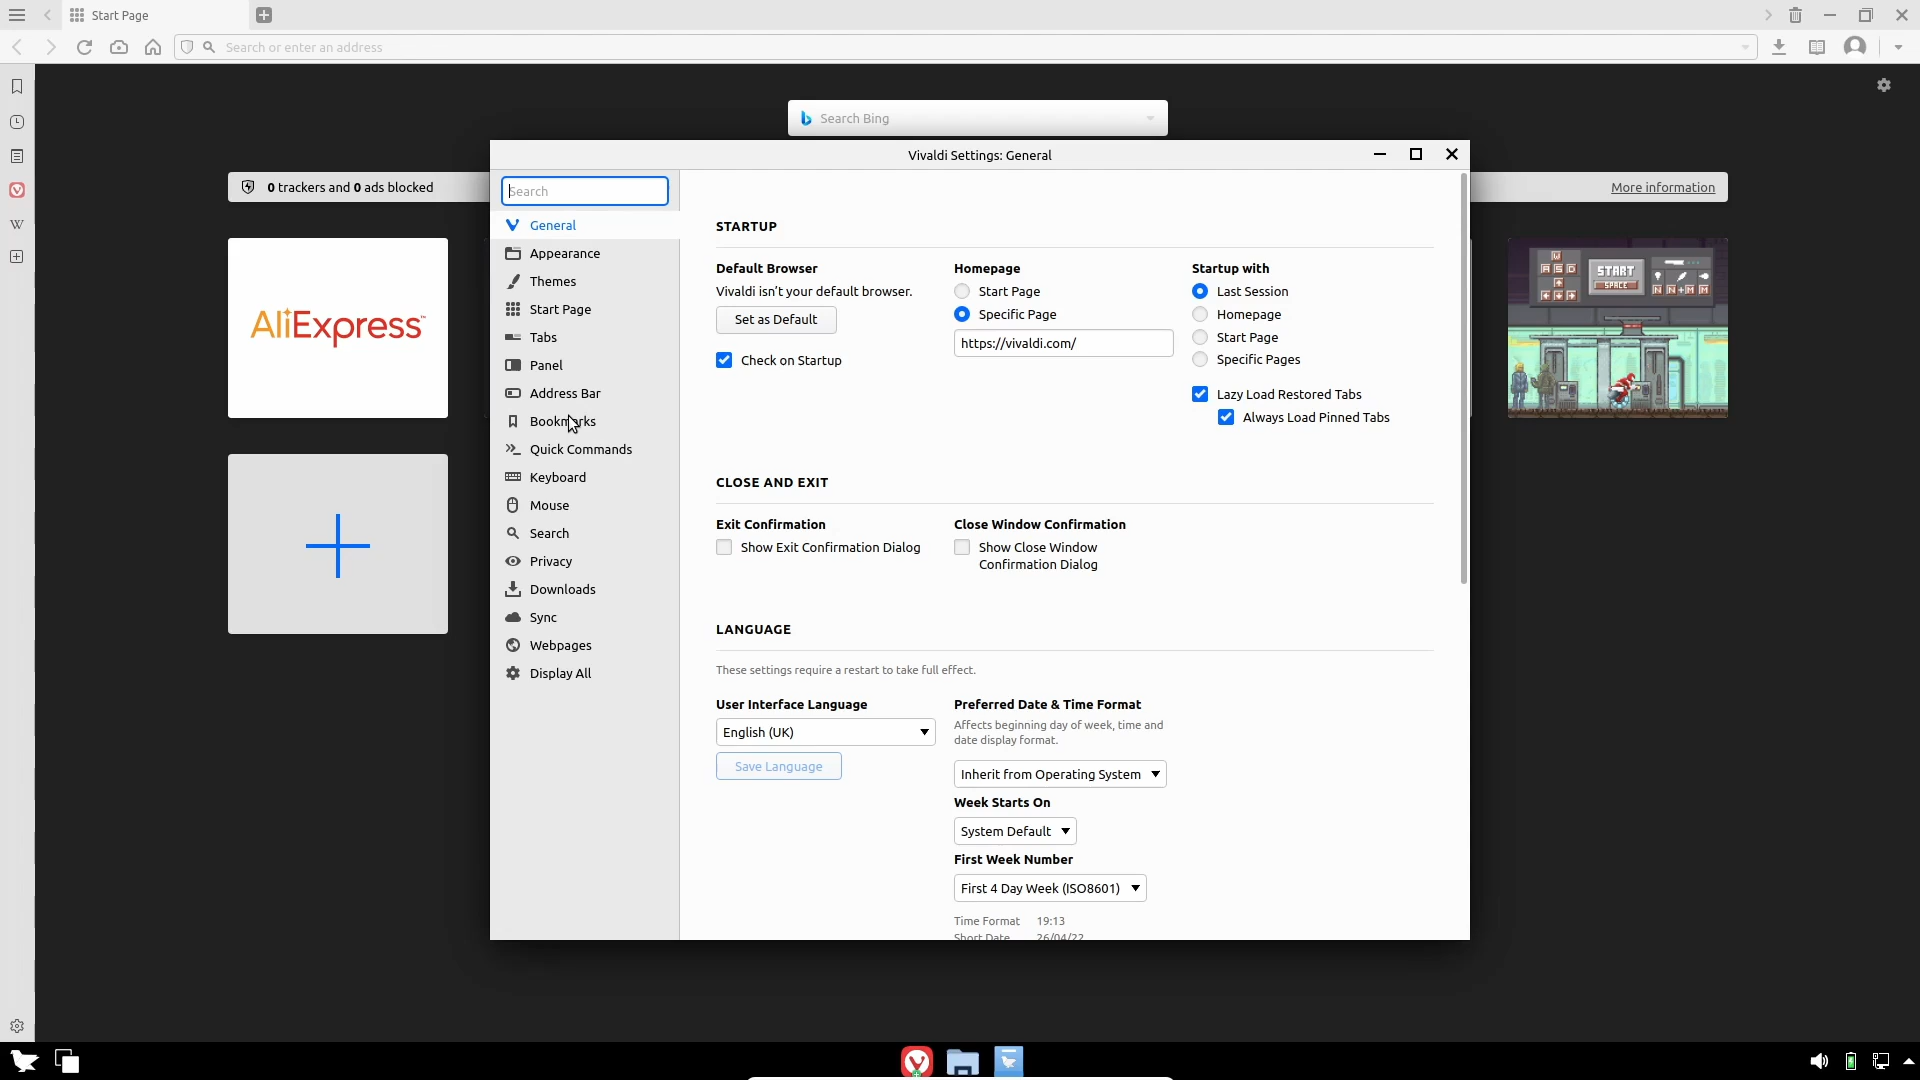 Start Page
Search or enter an address
Search Bing
Vivaldi Settings: General
0 trackers and 0 ads blocked
More information
Search
General
Appearance
Themes
Start Page
Tabs
Panel
Address Bar
Bookmarks
Quick Commands
Keyboard
Mouse
Search
Privacy
Downloads
Sync
Webpages
Display All
STARTUP
Default Browser
Vivaldi isn't your default browser.
Set as Default
Check on Startup
Homepage
Start Page
Specific Page
https://vivaldi.com/
Startup with
Last Session
Homepage
Start Page
Specific Pages
Lazy Load Restored Tabs
Always Load Pinned Tabs
CLOSE AND EXIT
Exit Confirmation
Show Exit Confirmation Dialog
Close Window Confirmation
Show Close Window
Confirmation Dialog
LANGUAGE
These settings require a restart to take full effect.
User Interface Language
English (UK)
Save Language
Preferred Date & Time Format
Affects beginning day of week, time and
date display format.
Inherit from Operating System
Week Starts On
System Default
First Week Number
First 4 Day Week (ISO8601)
Time Format 19:13
Short Date 26/04/22
AliExpress
W
A S D
START
SPACE
N N+M M